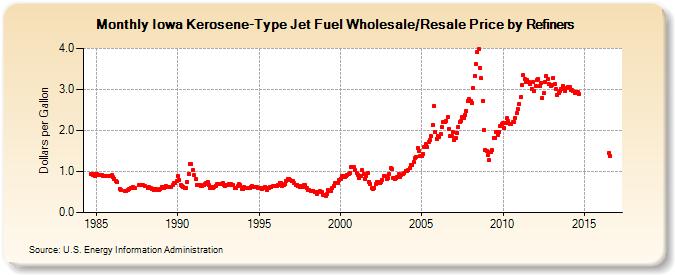 Monthly Iowa Kerosene-Type Jet Fuel Wholesale/Resale Price by Refiners
Dollars per Gallon
4.0
3.0
2.0
1.0
0.0
1985 1990 1995 2000 2005 2010 2015
Source: U.S. Energy Information Administration